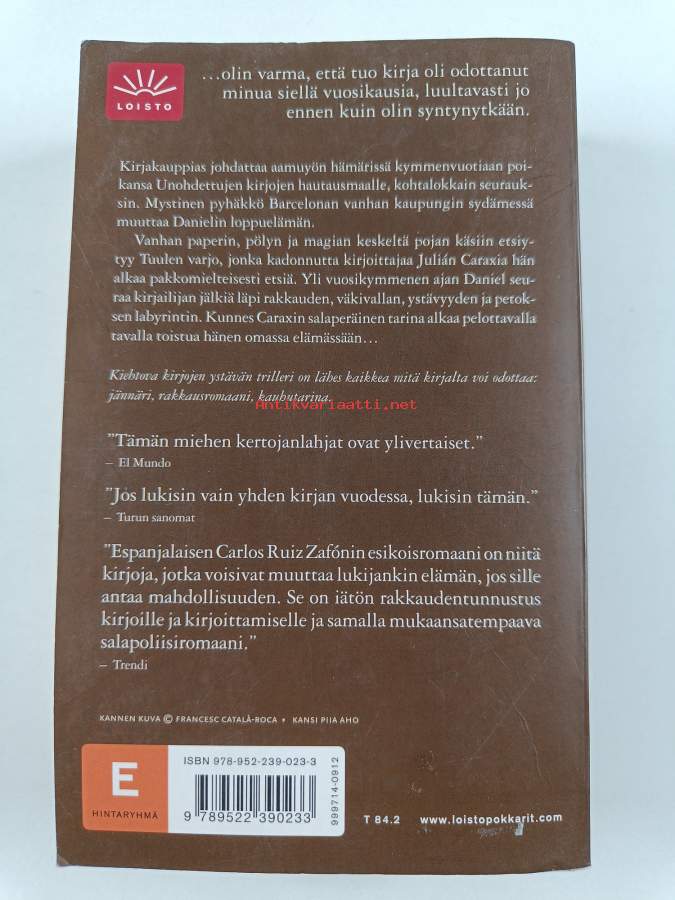 LOISTO
...olin varma, että tuo kirja oli odottanut
minua siellä vuosikausia, luultavasti jo
ennen kuin olin syntynytkään.
Kirjakauppias johdattaa aamuyön hämärissä kymmenvuotiaan poi-
kansa Unohdettujen kirjojen hautausmaalle, kohtalokkain seurauk-
sin. Mystinen pyhäkkö Barcelonan vanhan kaupungin sydämessä
muuttaa Danielin loppuelämän.
Vanhan paperin, pölyn ja magian keskeltä pojan käsiin etsiy-
tyy Tuulen varjo, jonka kadonnutta kirjoittajaa Julián Caraxia hän
alkaa pakkomielteisesti etsiä. Yli vuosikymmenen ajan Daniel seu-
raa kirjailijan jälkiä läpi rakkauden, väkivallan, ystävyyden ja petok-
sen labyrintin. Kunnes Caraxin salaperäinen tarina alkaa pelottavalla
tavalla toistua hänen omassa elämässään...
Kiehtova kirjojen ystävän trilleri on lähes kaikkea mitä kirjalta voi odottaa:
jännäri, rakkausromaani, kauhutarina.
Antikvariaatti.net
"Tämän miehen kertojanlahjat ovat ylivertaiset."
– El Mundo
"Jos lukisin vain yhden kirjan vuodessa, lukisin tämän."
– Turun sanomat
"Espanjalaisen Carlos Ruiz Zafónin esikoisromaani on niitä
kirjoja, jotka voisivat muuttaa lukijankin elämän, jos sille
antaa mahdollisuuden. Se on iätön rakkaudentunnustus
kirjoille ja kirjoittamiselle ja samalla mukaansatempaava
salapoliisiromaani."
– Trendi
KANNEN KUVA © FRANCESC CATALÀ-ROCA • KANSI PIIA AHO
E
HINTARYHMÄ
ISBN 978-952-239-023-3
9 789522 390233
999714-0912
T 84.2 www.loistopokkarit.com